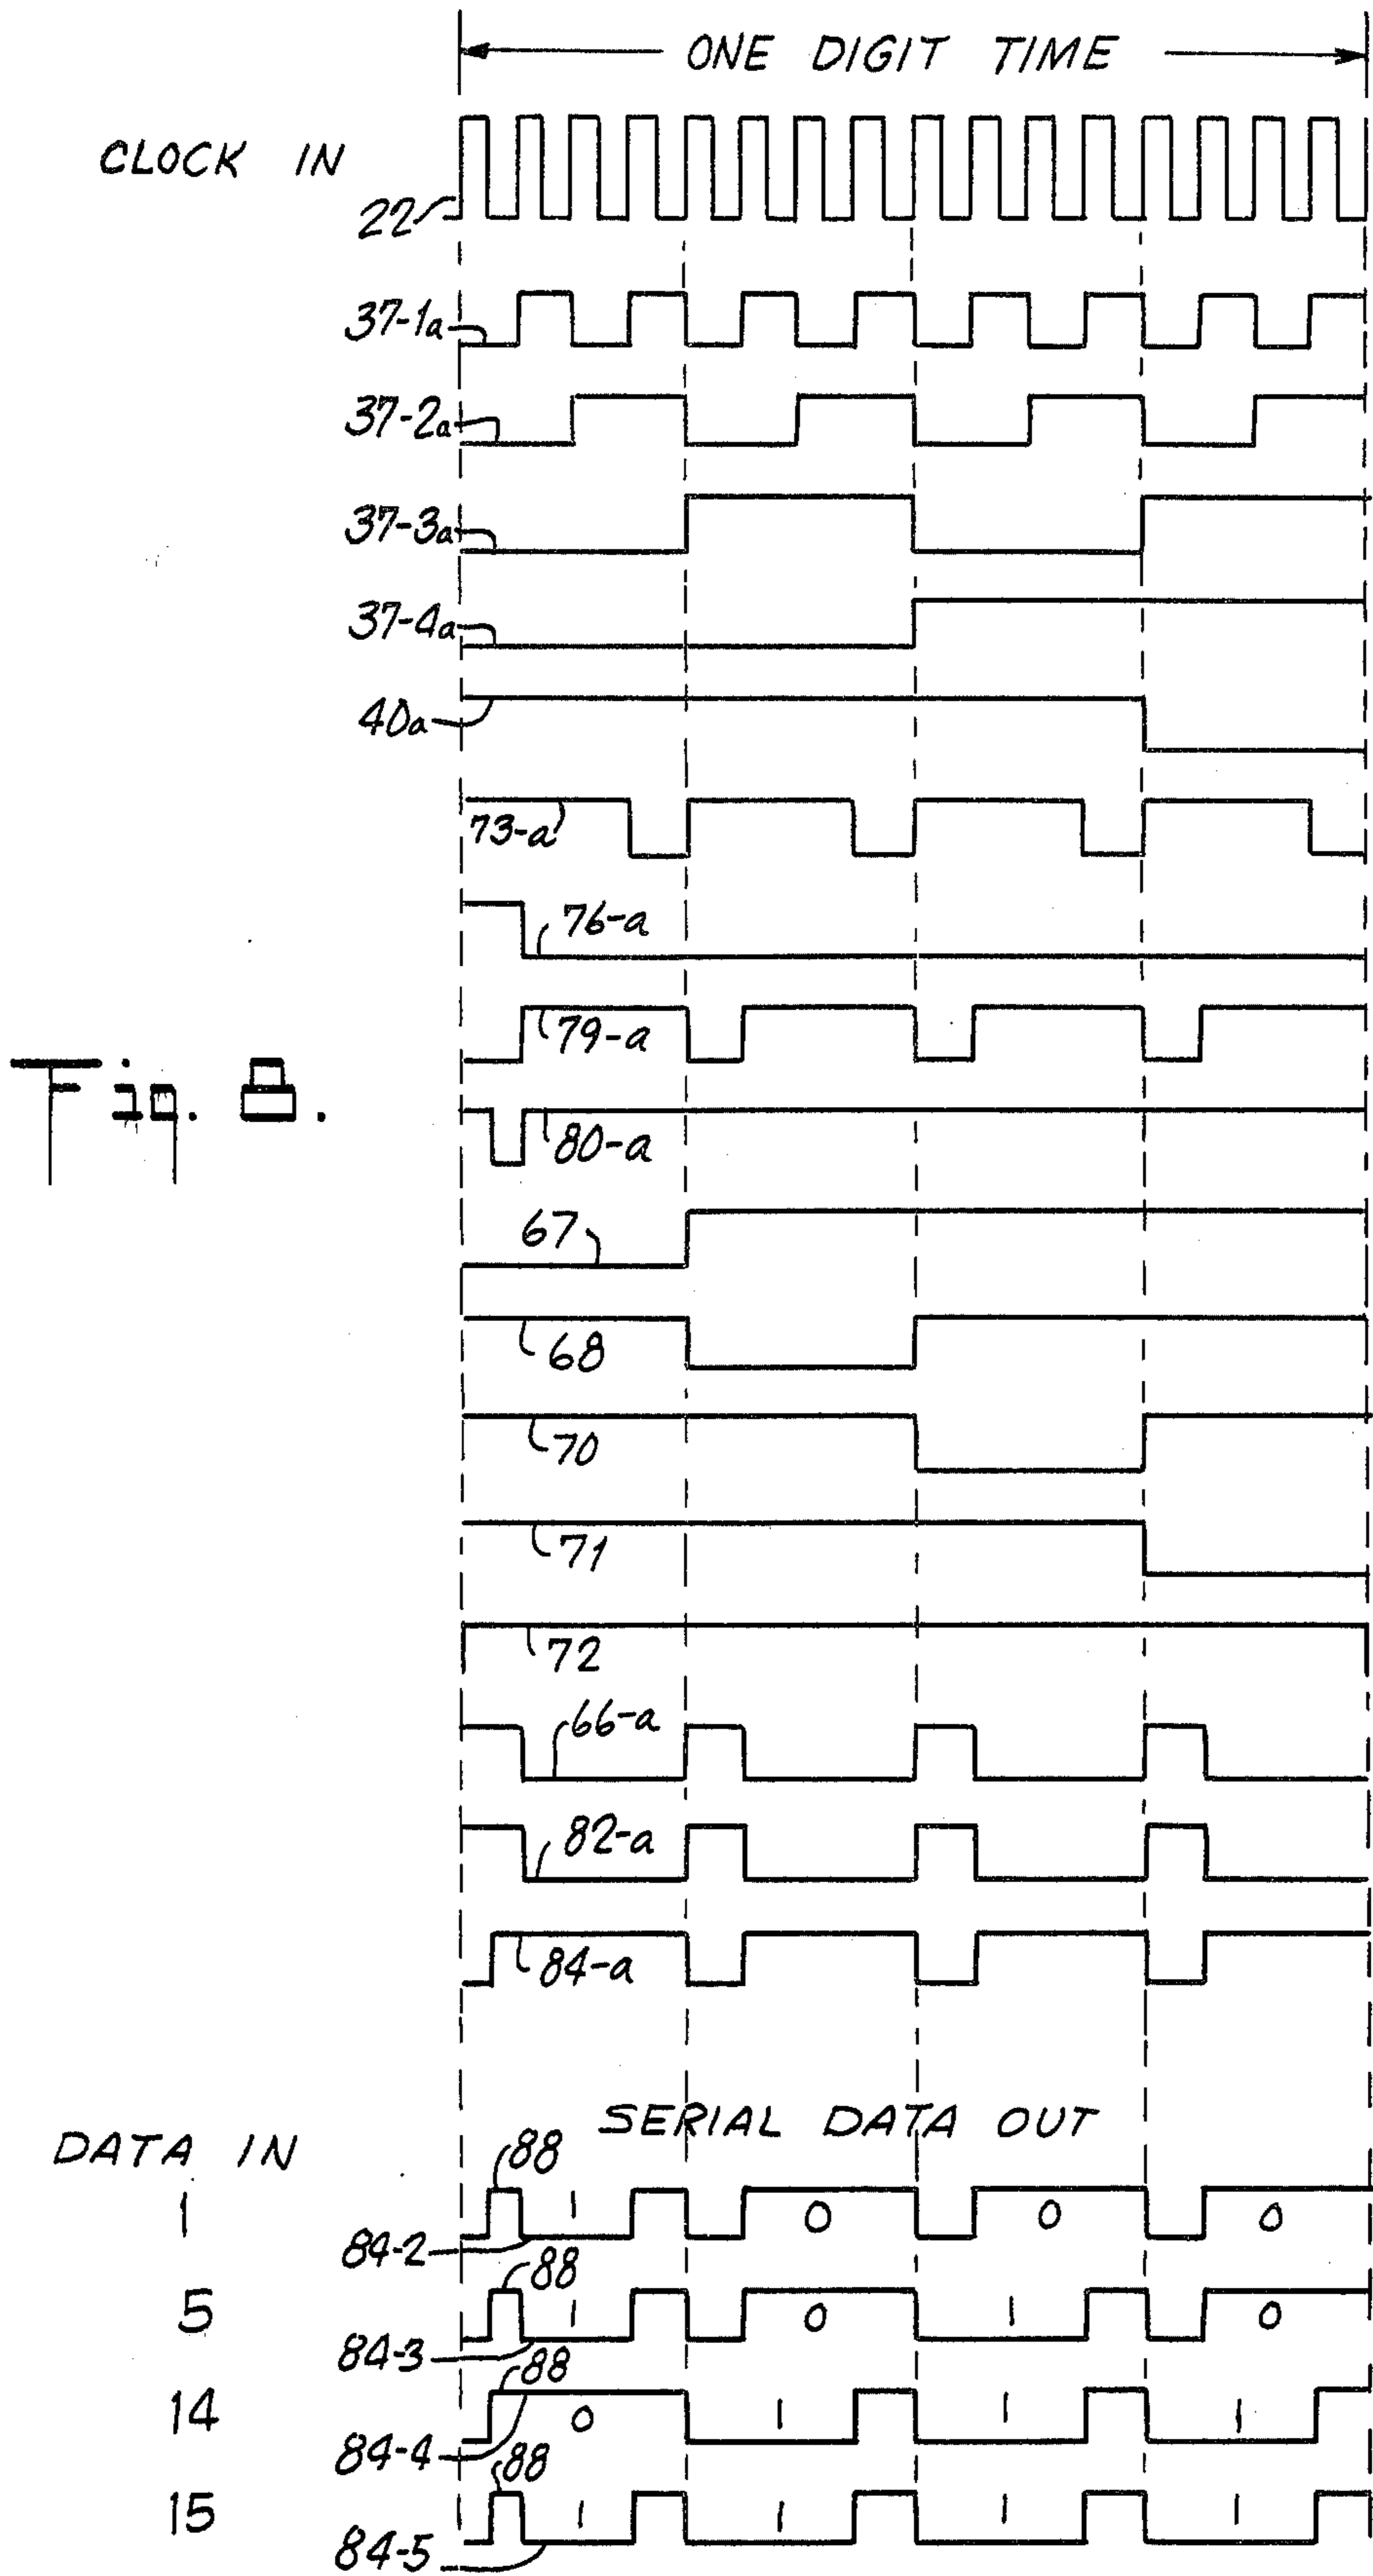 ONE DIGIT TIME
CLOCK IN
22
37-1a
37-2a
37-3a
37-4a
40a
73-a
76-a
79-a
Fig. 8.
80-a
67
68
70
71
72
66-a
82-a
84-a
SERIAL DATA OUT
DATA IN
88
1 1 0 0 0
84-2
88
5 1 0 1 0
84-3
88
14 0 1 1 1
84-4
88
15 1 1 1 1
84-5